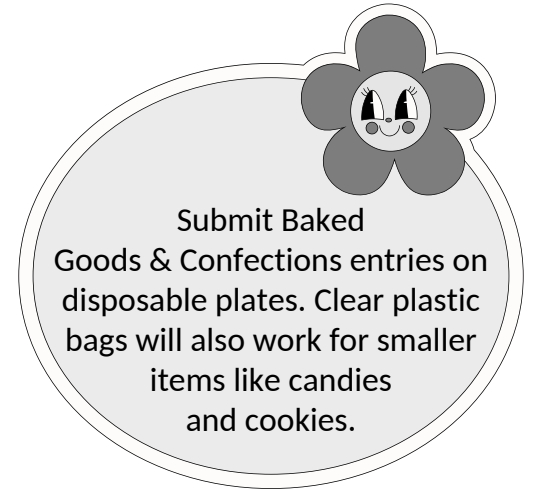 Submit Baked
Goods & Confections entries on
disposable plates. Clear plastic
bags will also work for smaller
items like candies
and cookies.